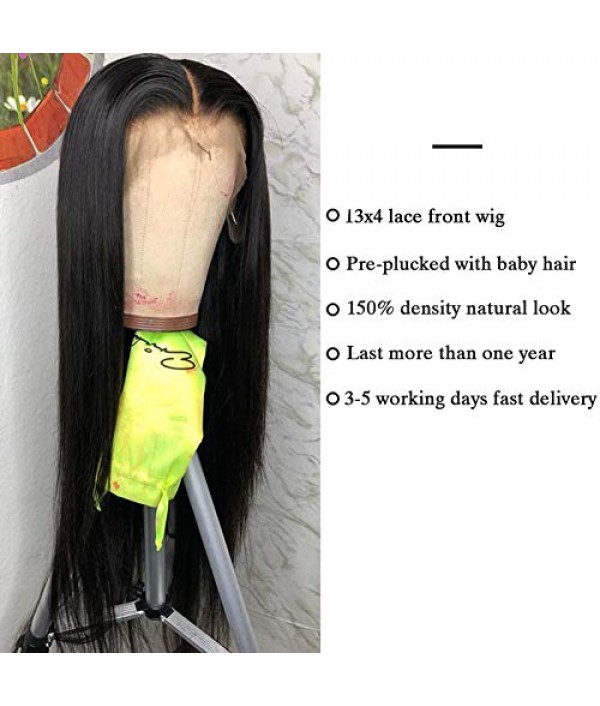 13x4 lace front wig
Pre-plucked with baby hair
150% density natural look
Last more than one year
3-5 working days fast delivery